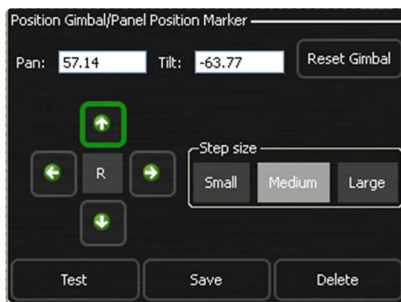 Position Gimbal/Panel Position Marker
Pan: 57.14 Tilt: -63.77 Reset Gimbal
Step size
R Small Medium Large
Test Save Delete